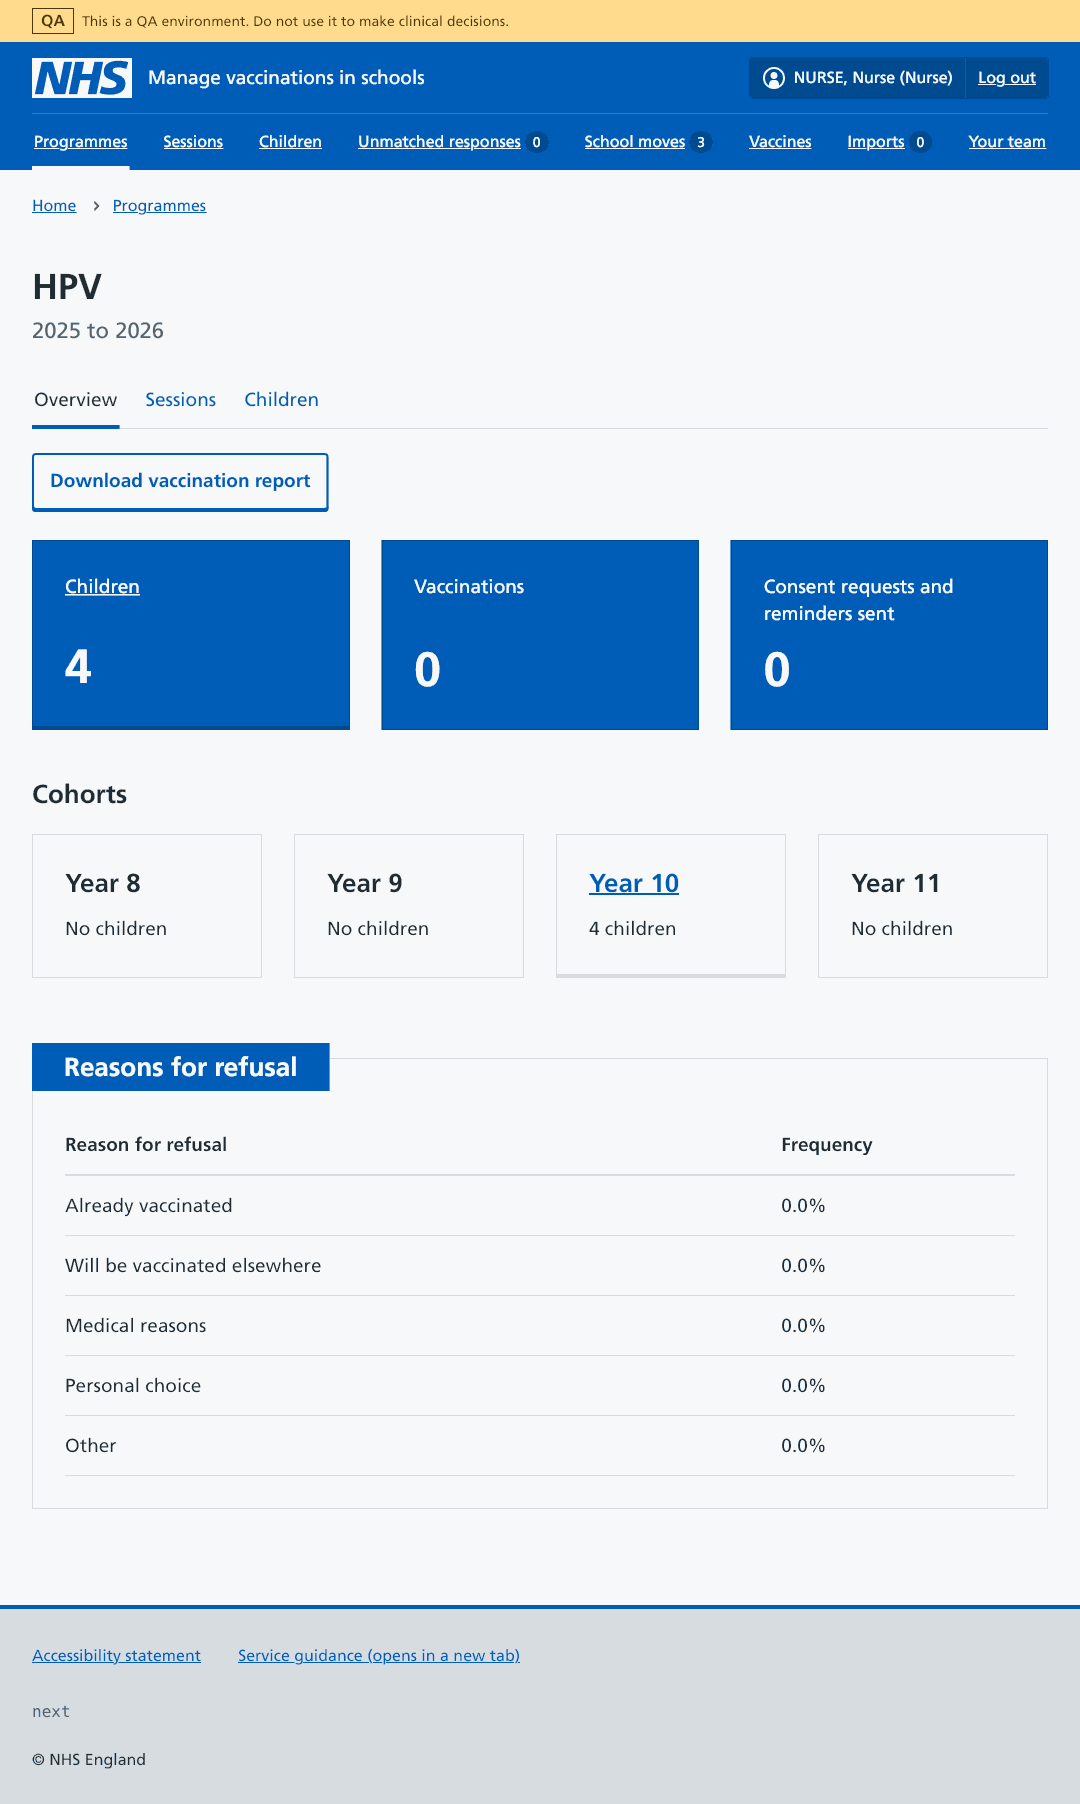 QA This is a QA environment. Do not use it to make clinical decisions.
NHS Manage vaccinations in schools NURSE, Nurse (Nurse) Log out
Programmes Sessions Children Unmatched responses 0 School moves 3 Vaccines Imports 0 Your team
Home Programmes
HPV
2025 to 2026
Overview Sessions Children
Download vaccination report
Children
4
Vaccinations
0
Consent requests and
reminders sent
0
Cohorts
Year 8
No children
Year 9
No children
Year 10
4 children
Year 11
No children
Reasons for refusal
Reason for refusal Frequency
Already vaccinated 0.0%
Will be vaccinated elsewhere 0.0%
Medical reasons 0.0%
Personal choice 0.0%
Other 0.0%
Accessibility statement Service guidance (opens in a new tab)
next
© NHS England